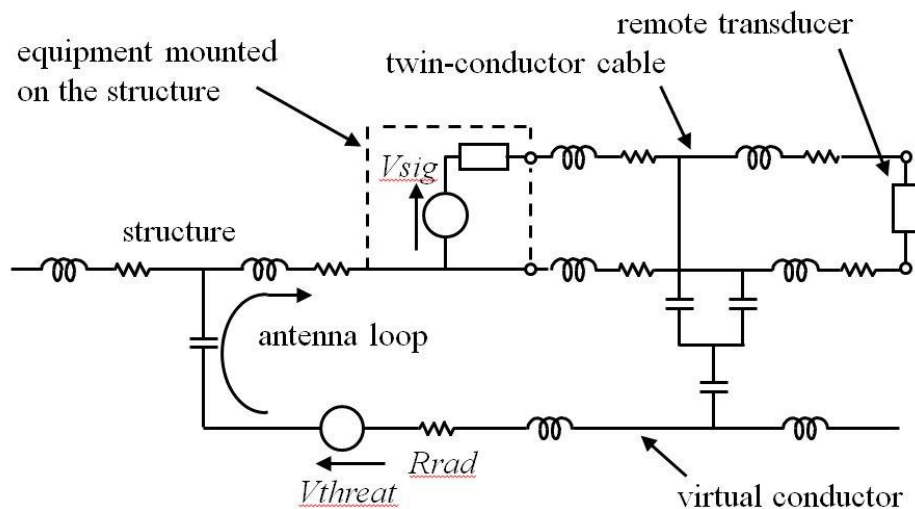 remote transducer
equipment mounted
on the structure
twin-conductor cable
Vsig
structure
antenna loop
Rrad
Vthreat
virtual conductor